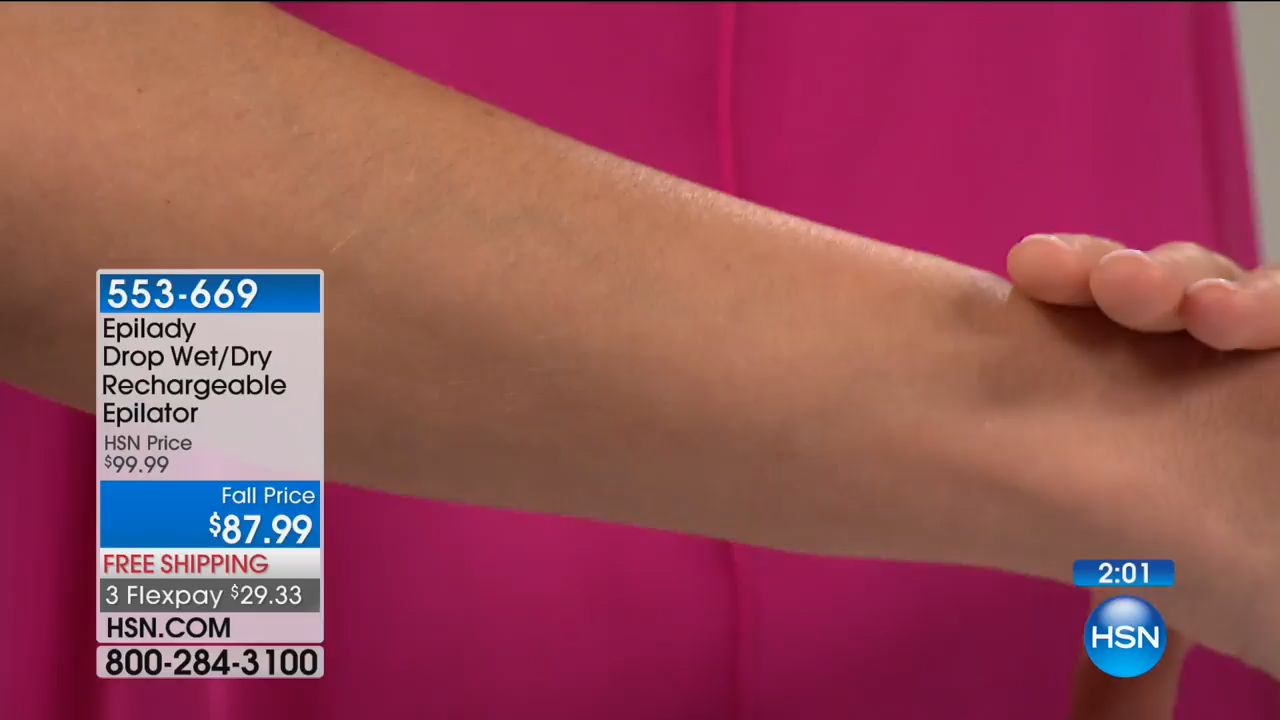 553-669
Epilady
Drop Wet/Dry
Rechargeable
Epilator
HSN Price
$99.99
Fall Price
$87.99
FREE SHIPPING
3 Flexpay $29.33
HSN.COM
800-284-3100
2:01
HSN